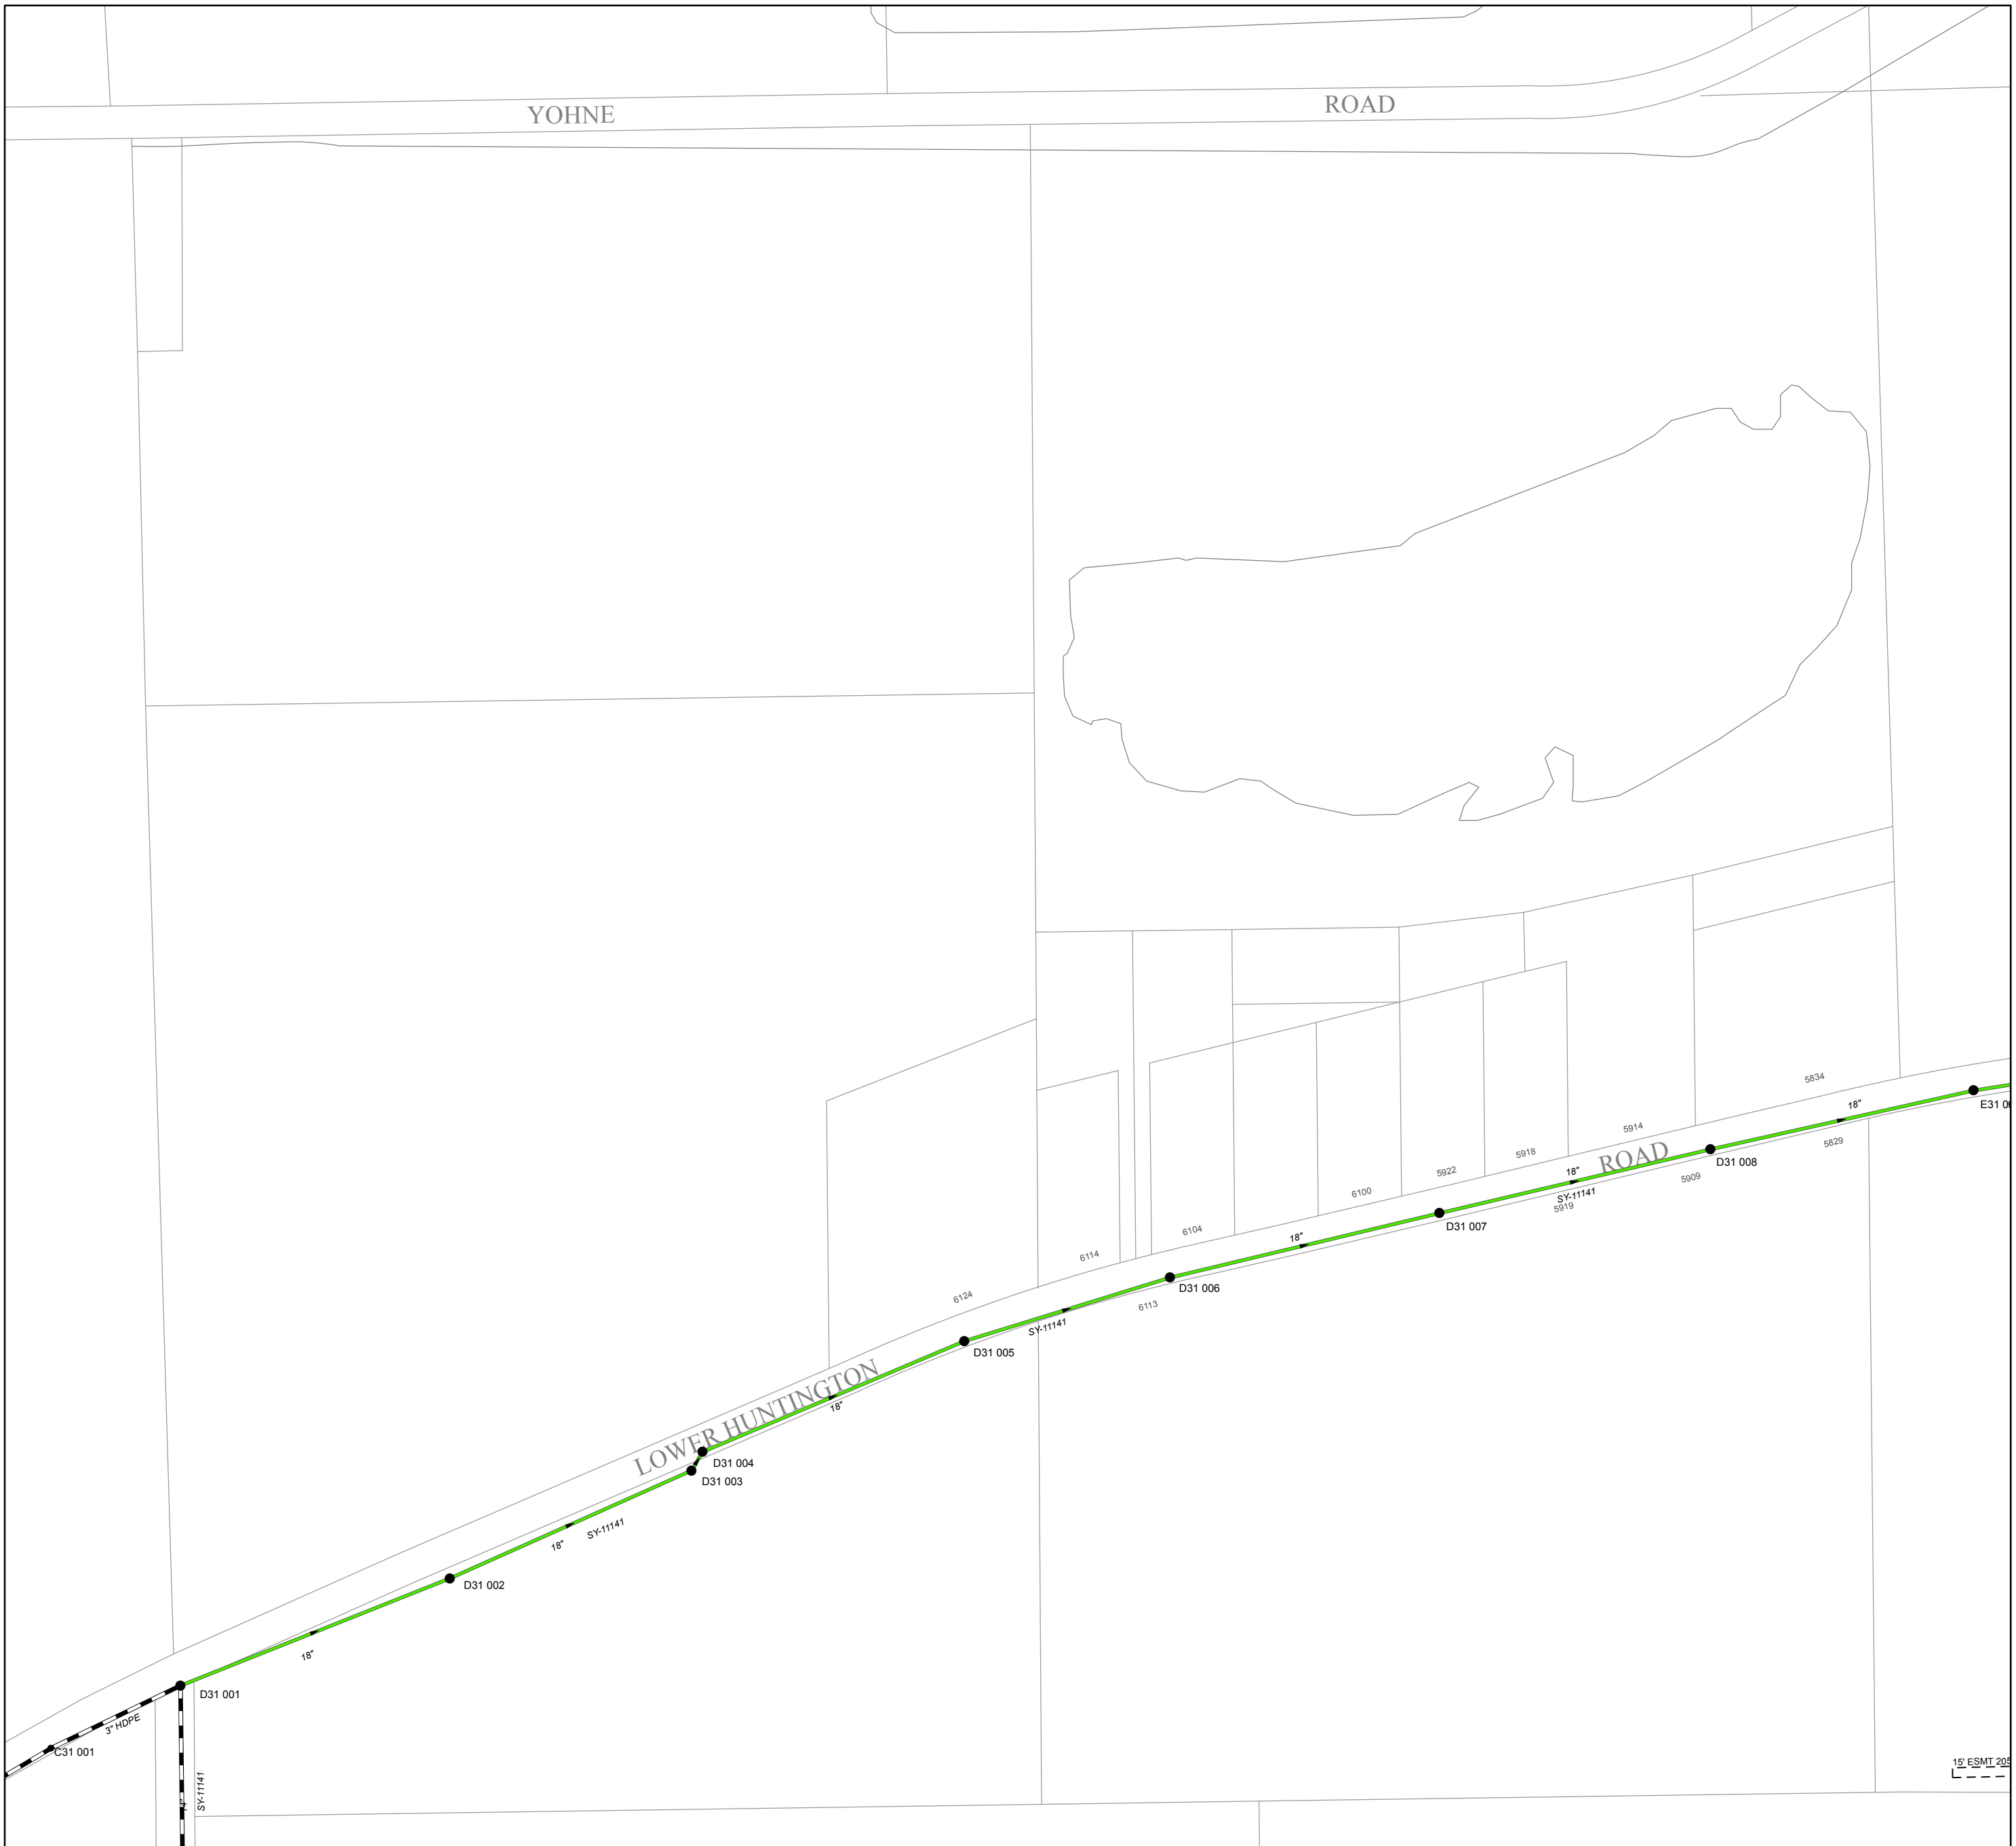 YOHNE ROAD
5834
18"
E31 0
5829
5914
ROAD
D31 008
5918
18"
5909
5922
SY-11141
5919
6100
D31 007
6104
18"
6114
D31 006
6124
6113
SY-11141
D31 005
LOWER HUNTINGTON
18"
D31 004
D31 003
SY-11141
18"
D31 002
18"
D31 001
3" HDPE
C31 001
15' ESMT 205
SY-11141